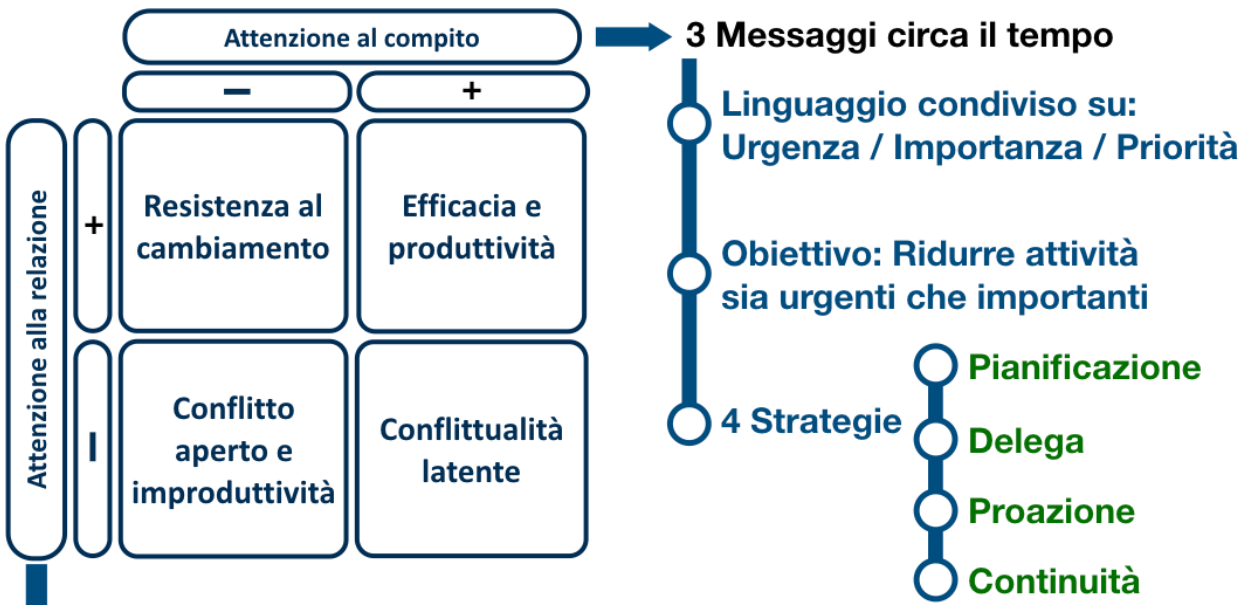 Attenzione al compito
3 Messaggi circa il tempo
− +
Linguaggio condiviso su:
Urgenza / Importanza / Priorità
Attenzione alla relazione
+
Resistenza al
cambiamento
Efficacia e
produttività
Obiettivo: Ridurre attività
sia urgenti che importanti
−
Conflitto
aperto e
improduttività
Conflittualità
latente
4 Strategie
Pianificazione
Delega
Proazione
Continuità